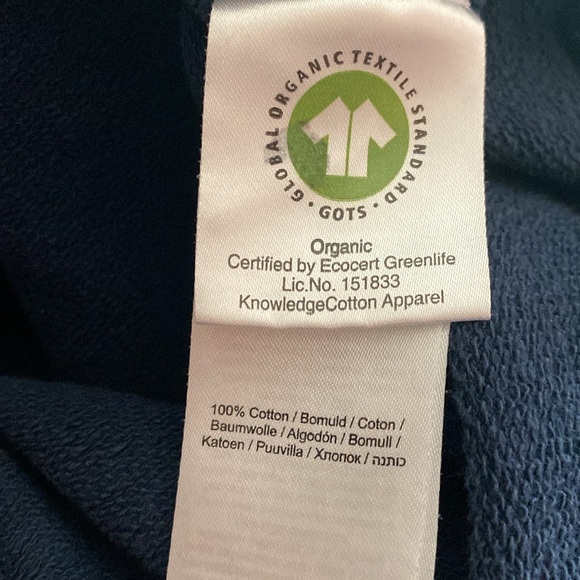 GLOBAL ORGANIC TEXTILE STANDARD · GOTS ·
Organic
Certified by Ecocert Greenlife
Lic.No. 151833
KnowledgeCotton Apparel
100% Cotton / Bomuld / Coton /
Baumwolle / Algodón / Bomull /
Katoen / Puuvilla / Хлопок / כותנה